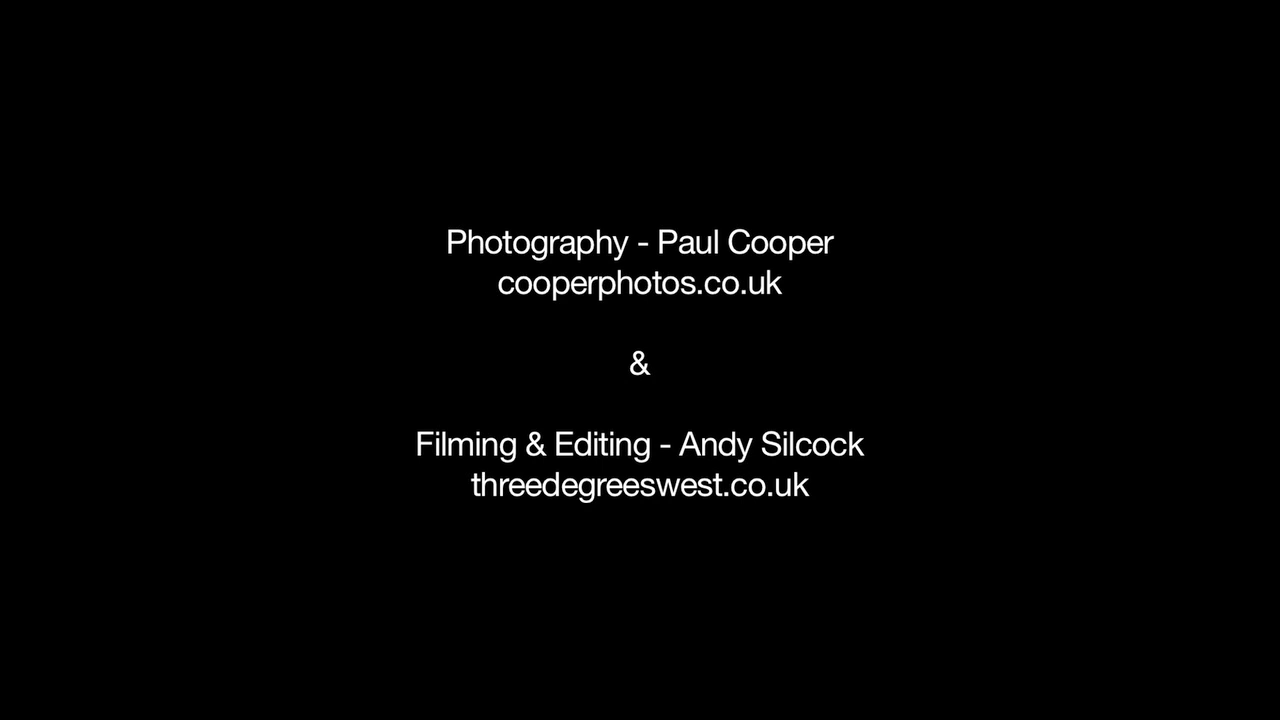 Photography - Paul Cooper
cooperphotos.co.uk
&
Filming & Editing - Andy Silcock
threedegreeswest.co.uk